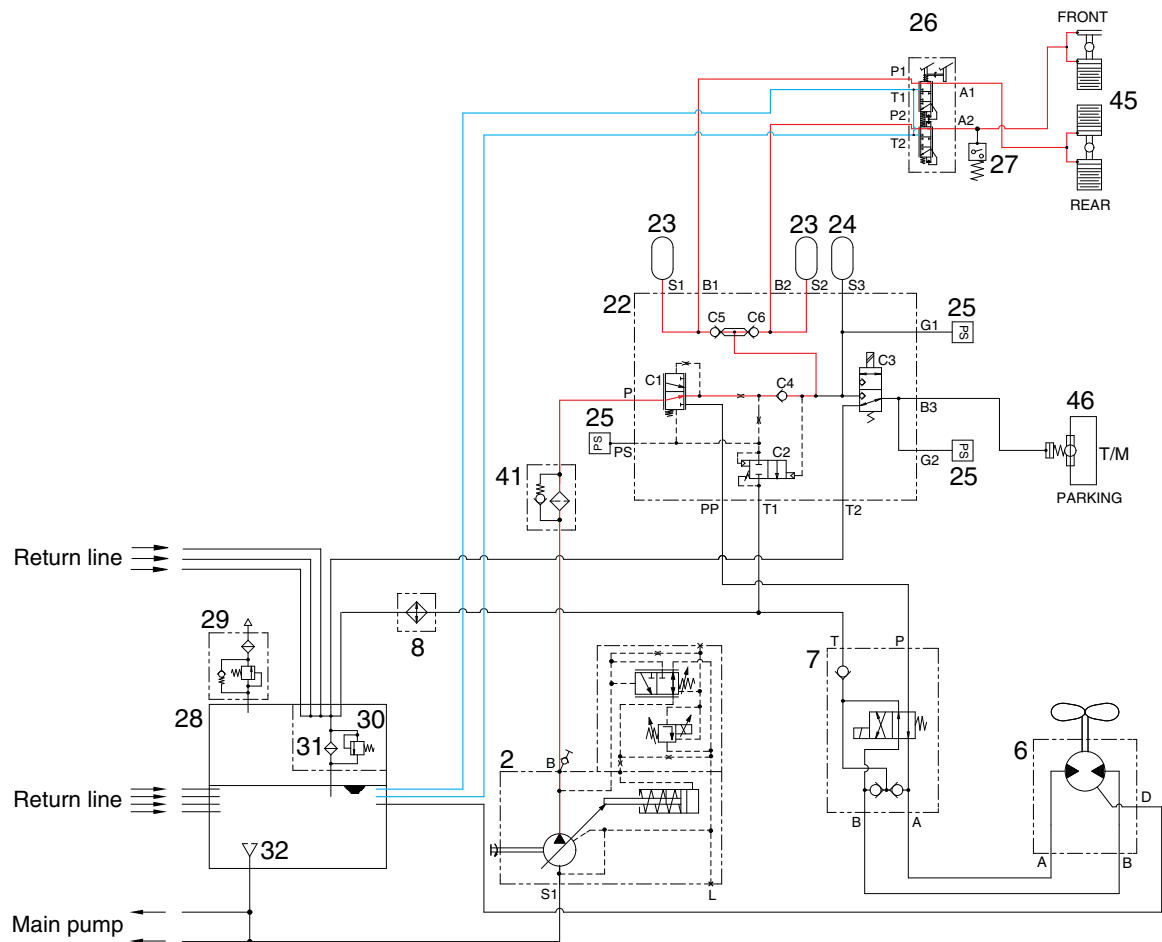 FRONT
26
P1
T1
A1
P2
A2
T2
45
27
REAR
23
23
24
S1
B1
B2
S2
S3
22
C5
C6
25
PS
G1
C1
C3
P
C4
B3
46
25
PS
PS
C2
G2
PS
25
T/M
41
PARKING
PP
T1
T2
Return line
29
8
T
P
7
28
30
31
2
B
6
D
Return line
32
B
A
A
B
S1
L
Main pump